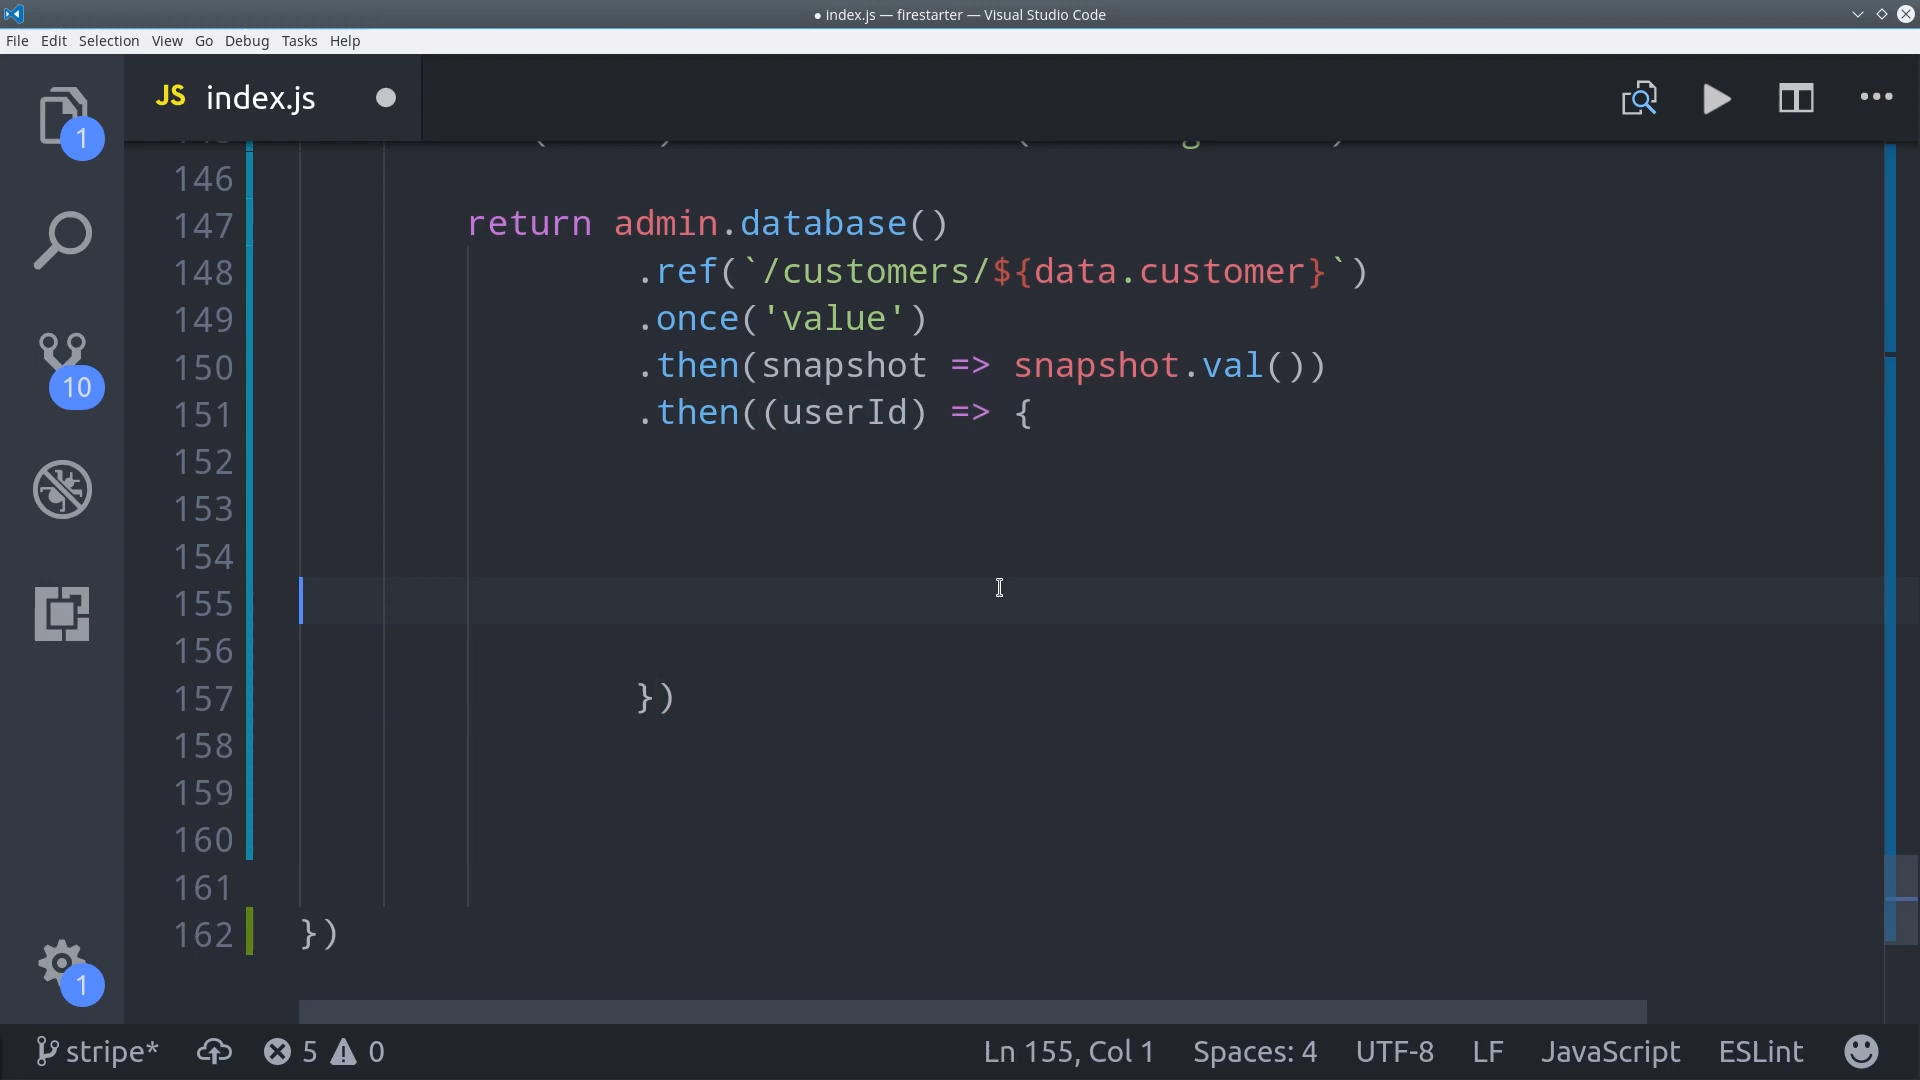 ● index.js — firestarter — Visual Studio Code
File Edit Selection View Go Debug Tasks Help
JS index.js
1
146
147 return admin.database()
148 .ref(`/customers/${data.customer}`)
149 .once('value')
150 .then(snapshot => snapshot.val())
151 .then((userId) => {
152
153
154
155
156
157 })
158
159
160
161
162 })
10
1
stripe* 5 0 Ln 155, Col 1 Spaces: 4 UTF-8 LF JavaScript ESLint